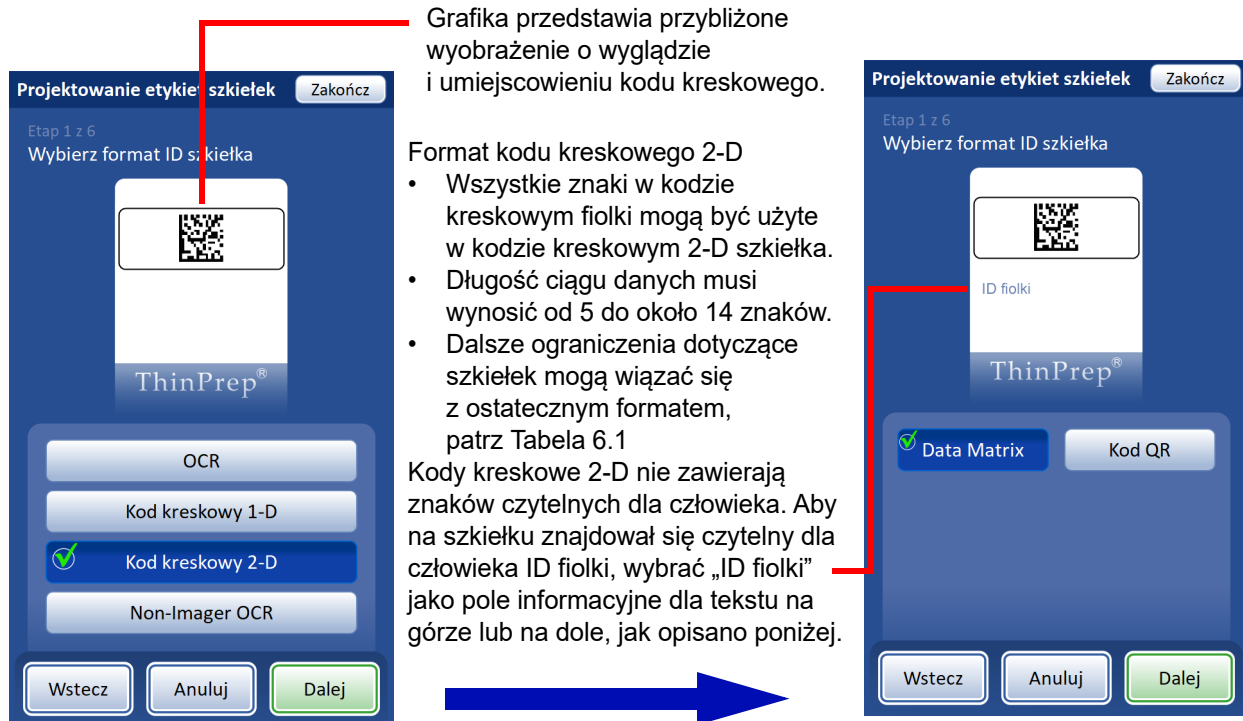 Grafika przedstawia przybliżone
wyobrażenie o wyglądzie
i umiejscowieniu kodu kreskowego.
Projektowanie etykiet szkiełek
Zakończ
Etap 1 z 6
Wybierz format ID szkiełka
ThinPrep®
OCR
Kod kreskowy 1-D
Kod kreskowy 2-D
Non-Imager OCR
Wstecz
Anuluj
Dalej
Format kodu kreskowego 2-D
• Wszystkie znaki w kodzie
kreskowym fiolki mogą być użyte
w kodzie kreskowym 2-D szkiełka.
• Długość ciągu danych musi
wynosić od 5 do około 14 znaków.
• Dalsze ograniczenia dotyczące
szkiełek mogą wiązać się
z ostatecznym formatem,
patrz Tabela 6.1
Kody kreskowe 2-D nie zawierają
znaków czytelnych dla człowieka. Aby
na szkiełku znajdował się czytelny dla
człowieka ID fiolki, wybrać „ID fiolki”
jako pole informacyjne dla tekstu na
górze lub na dole, jak opisano poniżej.
Projektowanie etykiet szkiełek
Zakończ
Etap 1 z 6
Wybierz format ID szkiełka
ID fiolki
ThinPrep®
Data Matrix
Kod QR
Wstecz
Anuluj
Dalej